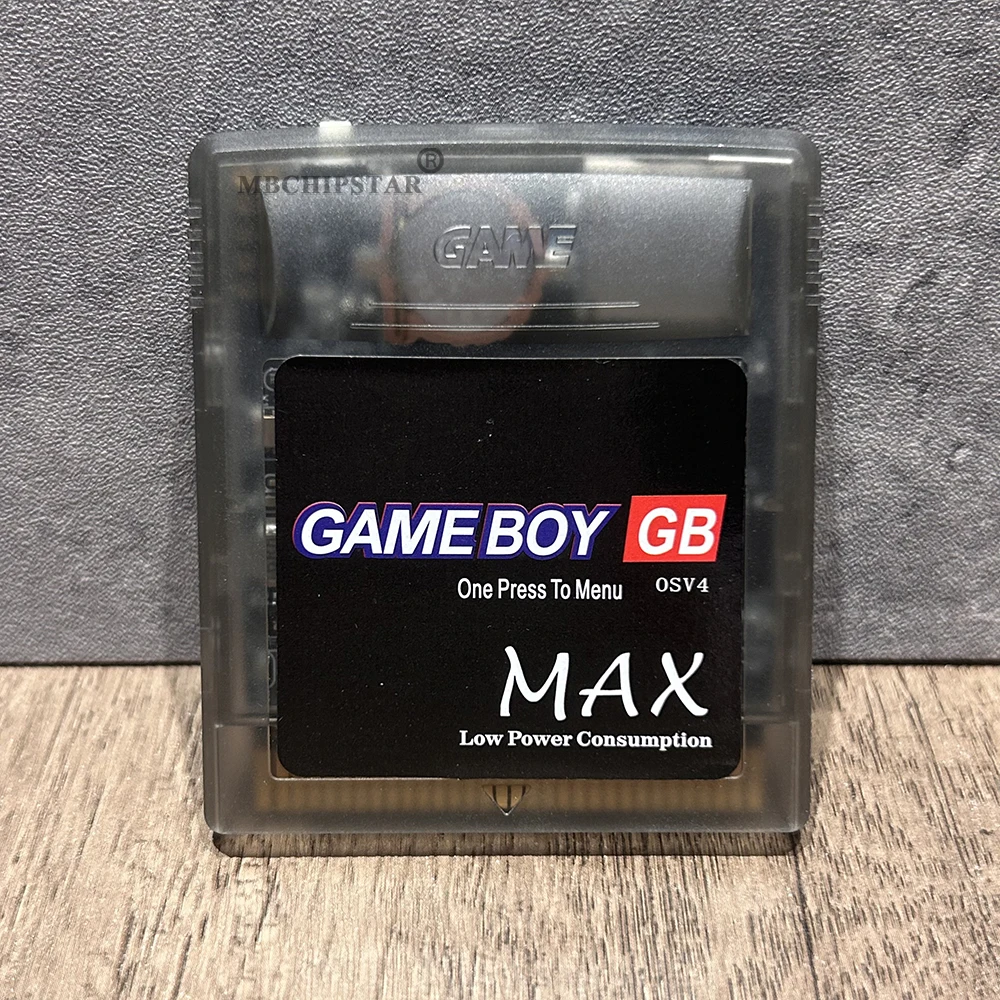 MBCHIPSTAR®
GAME
GAME BOY GB
One Press To Menu OSV4
MAX
Low Power Consumption